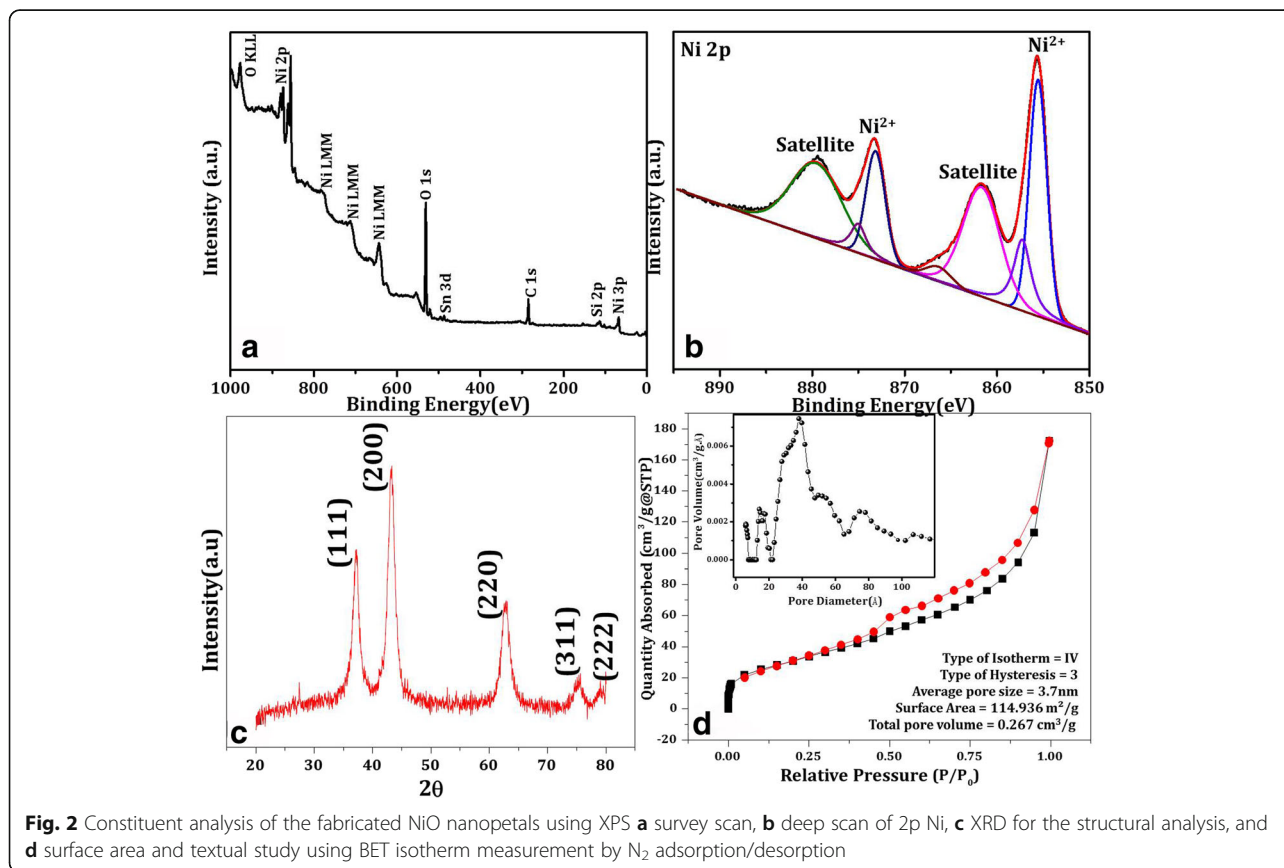 O KLL
Ni 2p
Ni LMM
Ni LMM
Ni LMM
O 1s
Sn 3d
C 1s
Si 2p
Ni 3p
Intensity (a.u.)
a
1000 800 600 400 200 0
Binding Energy(eV)
Ni 2p
Ni²⁺
Satellite
Ni²⁺
Satellite
Intensity (a.u.)
b
890 880 870 860 850
Binding Energy(eV)
(111)
(200)
(220)
(311)
(222)
Intensity(a.u)
c
20 30 40 50 60 70 80
2θ
Quantity Absorbed (cm³/g@STP)
180
160
140
120
100
80
60
40
20
0
-20
Pore Volume(cm³/g·Å)
0.006
0.004
0.002
0.000
0 20 40 60 80 100
Pore Diameter(Å)
Type of Isotherm = IV
Type of Hysteresis = 3
Average pore size = 3.7nm
Surface Area = 114.936 m²/g
Total pore volume = 0.267 cm³/g
d
0.00 0.25 0.50 0.75 1.00
Relative Pressure (P/P₀)
Fig. 2 Constituent analysis of the fabricated NiO nanopetals using XPS a survey scan, b deep scan of 2p Ni, c XRD for the structural analysis, and
d surface area and textual study using BET isotherm measurement by N₂ adsorption/desorption